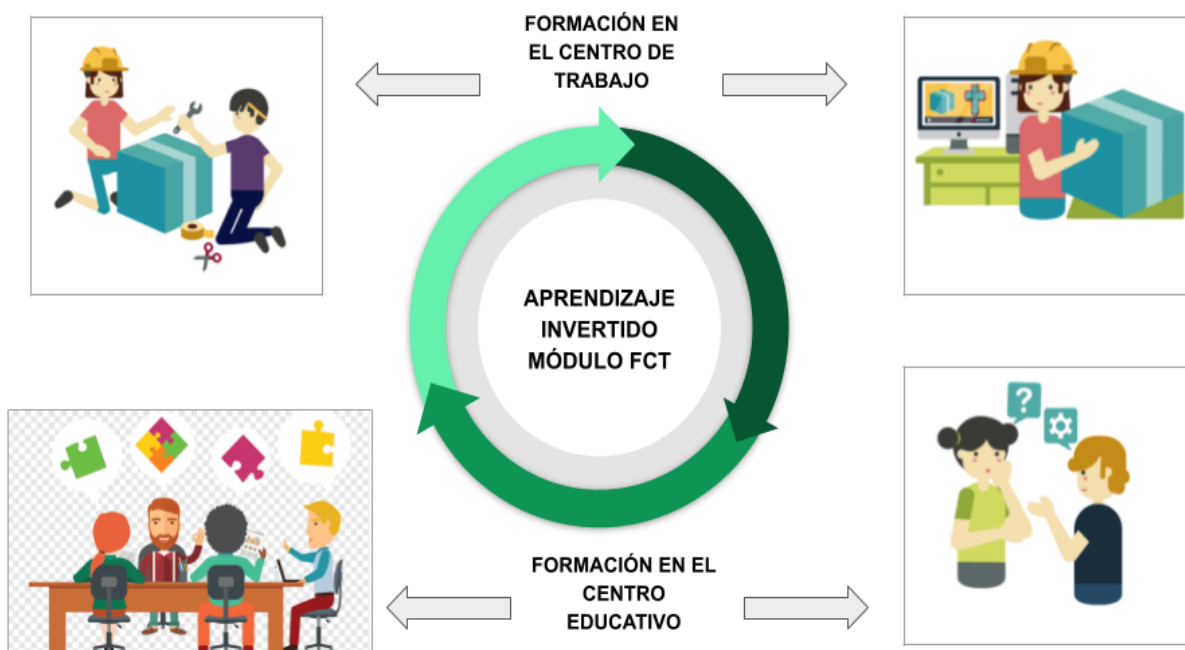 FORMACIÓN EN
EL CENTRO DE
TRABAJO
APRENDIZAJE
INVERTIDO
MÓDULO FCT
?
FORMACIÓN EN EL
CENTRO
EDUCATIVO